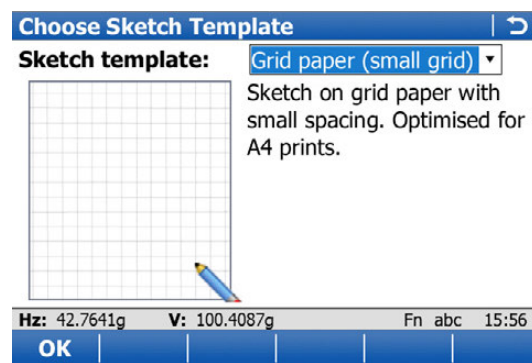 Choose Sketch Template
Sketch template: Grid paper (small grid)
Sketch on grid paper with
small spacing. Optimised for
A4 prints.
Hz: 42.7641g V: 100.4087g Fn abc 15:56
OK